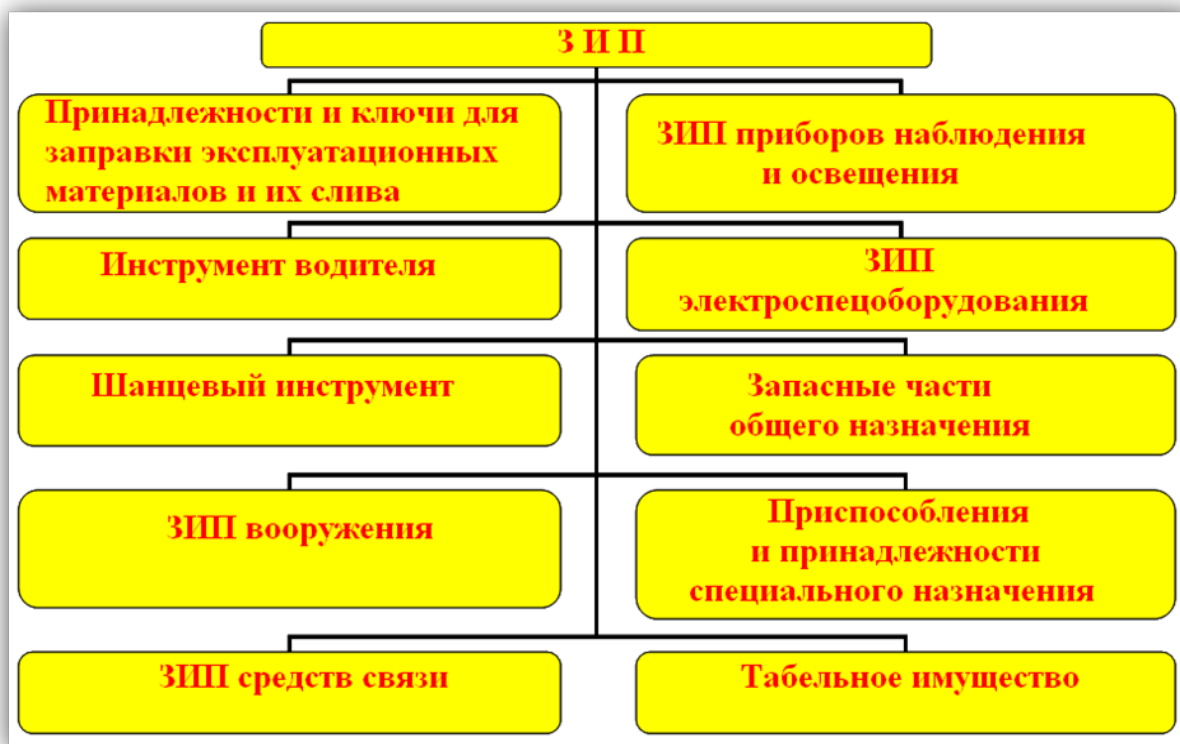 З И П
Принадлежности и ключи для
заправки эксплуатационных
материалов и их слива
ЗИП приборов наблюдения
и освещения
Инструмент водителя
ЗИП
электроспецоборудования
Шанцевый инструмент
Запасные части
общего назначения
ЗИП вооружения
Приспособления
и принадлежности
специального назначения
ЗИП средств связи
Табельное имущество